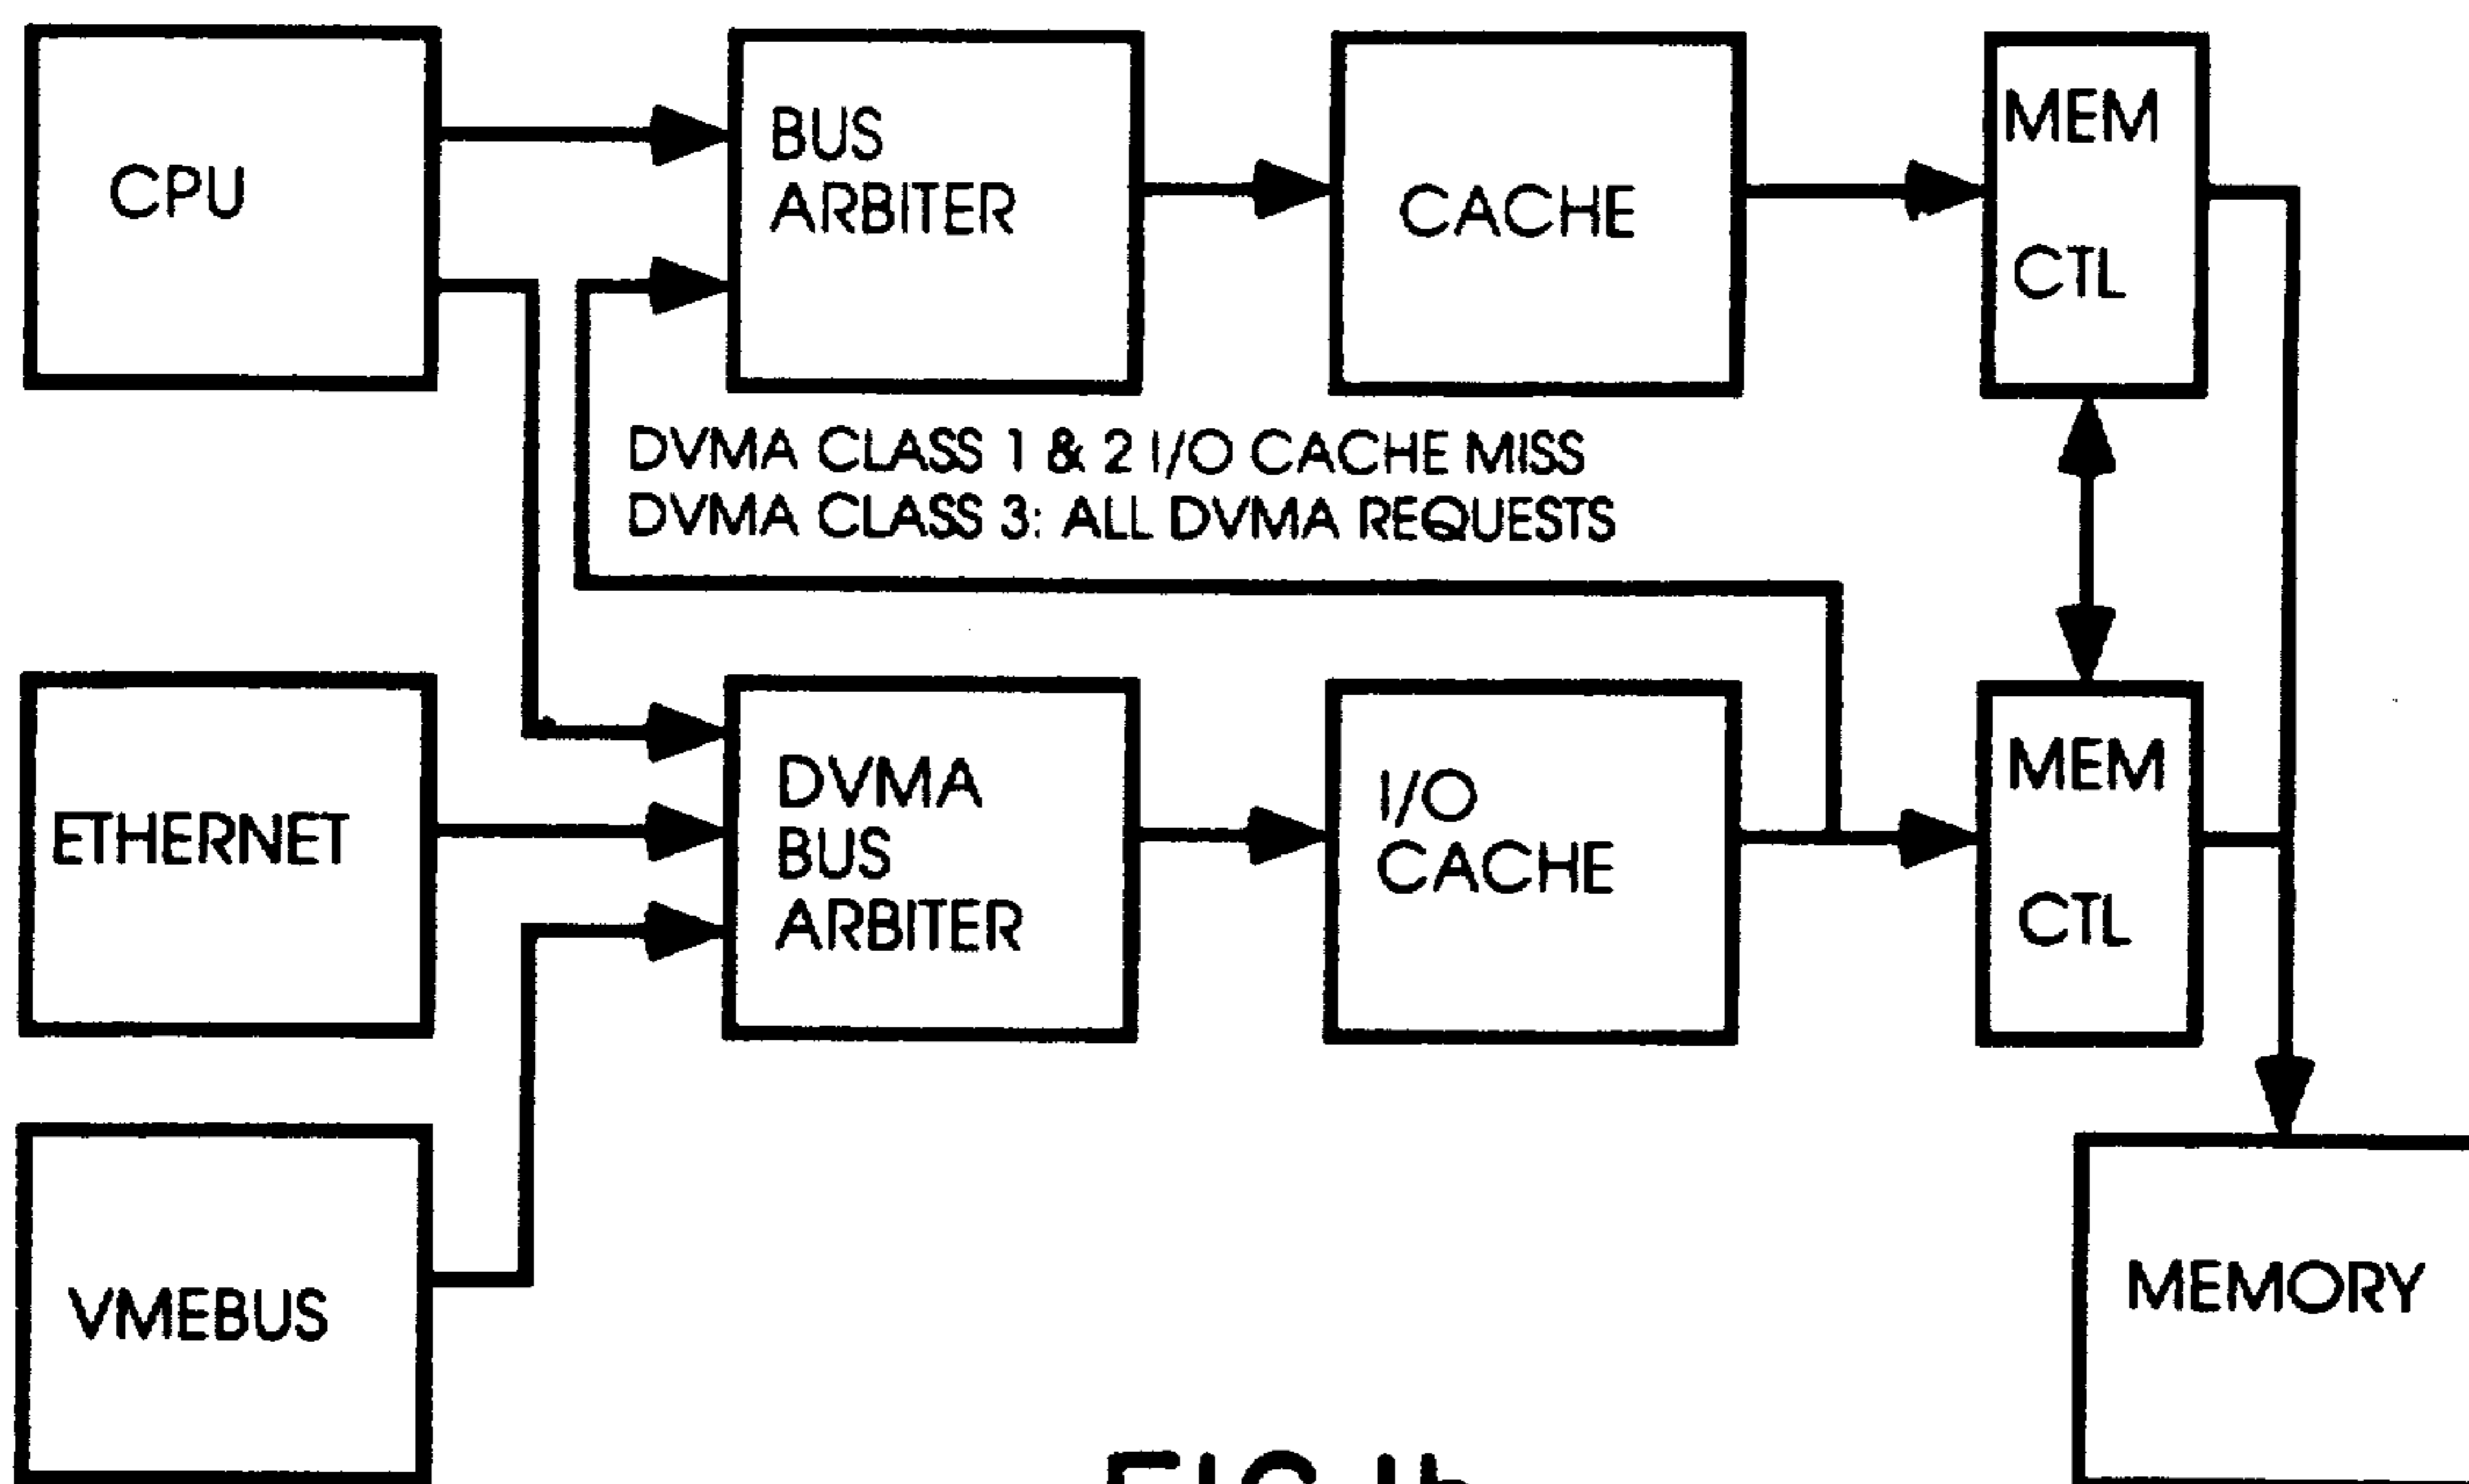 CPU
BUS
ARBITER
CACHE
MEM
CTL
DVMA CLASS 1 & 2 I/O CACHE MISS
DVMA CLASS 3: ALL DVMA REQUESTS
ETHERNET
DVMA
BUS
ARBITER
I/O
CACHE
MEM
CTL
VMEBUS
MEMORY